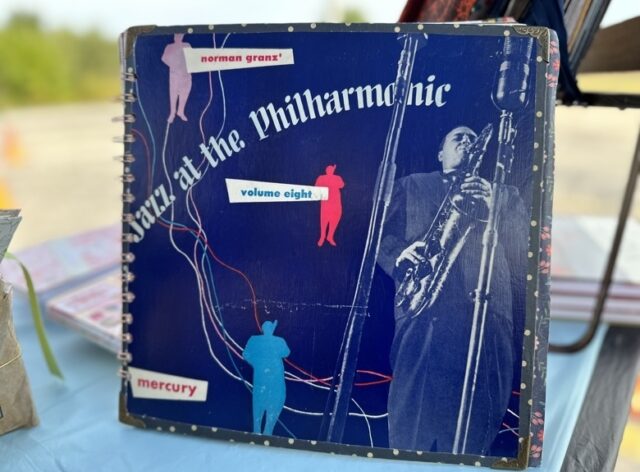 norman granz'
Jazz at the Philharmonic
volume eight
mercury